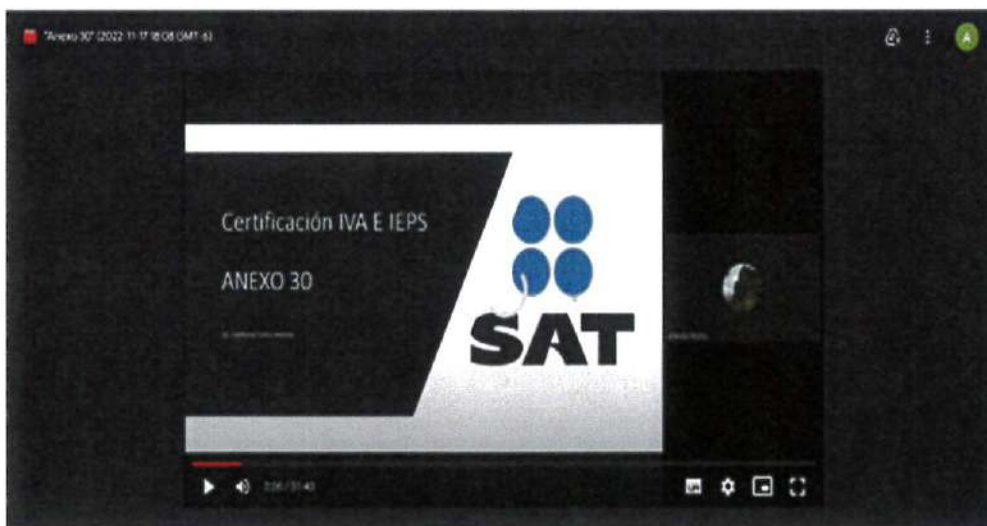 "Anexo 30" (2022-11-17 18:08 GMT-6)
A
Certificación IVA E IEPS
ANEXO 30
SAT